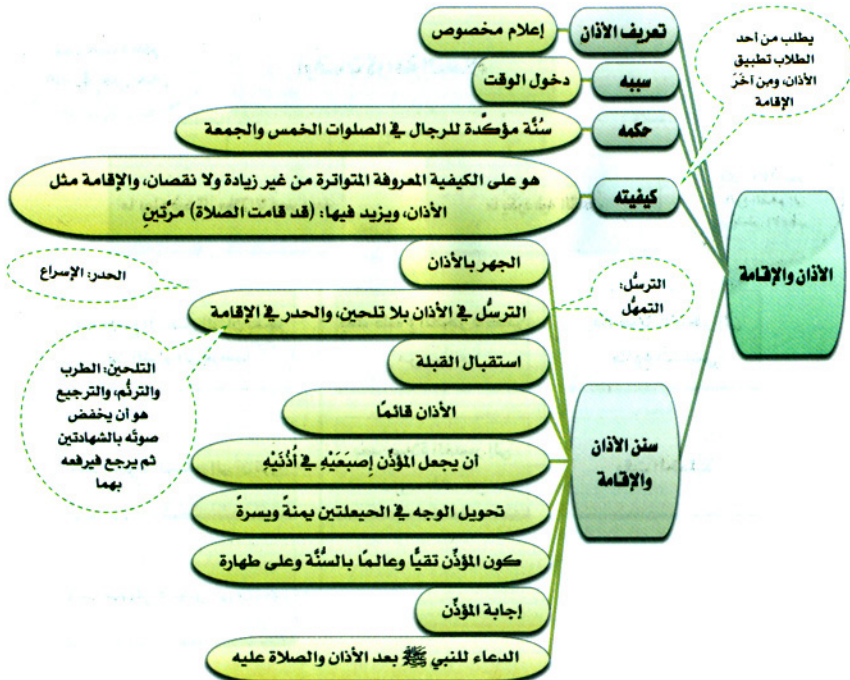 الأذان والإقامة
تعريف الأذان
إعلام مخصوص
سببه
دخول الوقت
حكمه
سُنَّة مؤكَّدة للرجال في الصلوات الخمس والجمعة
كيفيته
هو على الكيفية المعروفة المتواترة من غير زيادة ولا نقصان، والإقامة مثل
الأذان، ويزيد فيها: (قد قامت الصلاة) مرَّتينِ
يطلب من أحد
الطلاب تطبيق
الأذان، ومن آخَرَ
الإقامة
سنن الأذان
والإقامة
الجهر بالأذان
الترسُّل في الأذان بلا تلحين، والحدر في الإقامة
الترسُّل:
التمهُّل
الحدر: الإسراع
التلحين: الطرب
والترنُّم، والترجيع
هو أن يخفض
صوتَه بالشهادتين
ثم يرجع فيرفعه
بهما
استقبال القبلة
الأذان قائمًا
أن يجعل المؤذِّن إِصبَعَيْهِ في أُذُنَيْهِ
تحويل الوجه في الحيعلتين يمنةً ويسرةً
كون المؤذِّن تقيًّا وعالمًا بالسُّنَّة وعلى طهارة
إجابة المؤذِّن
الدعاء للنبي ﷺ بعد الأذان والصلاة عليه